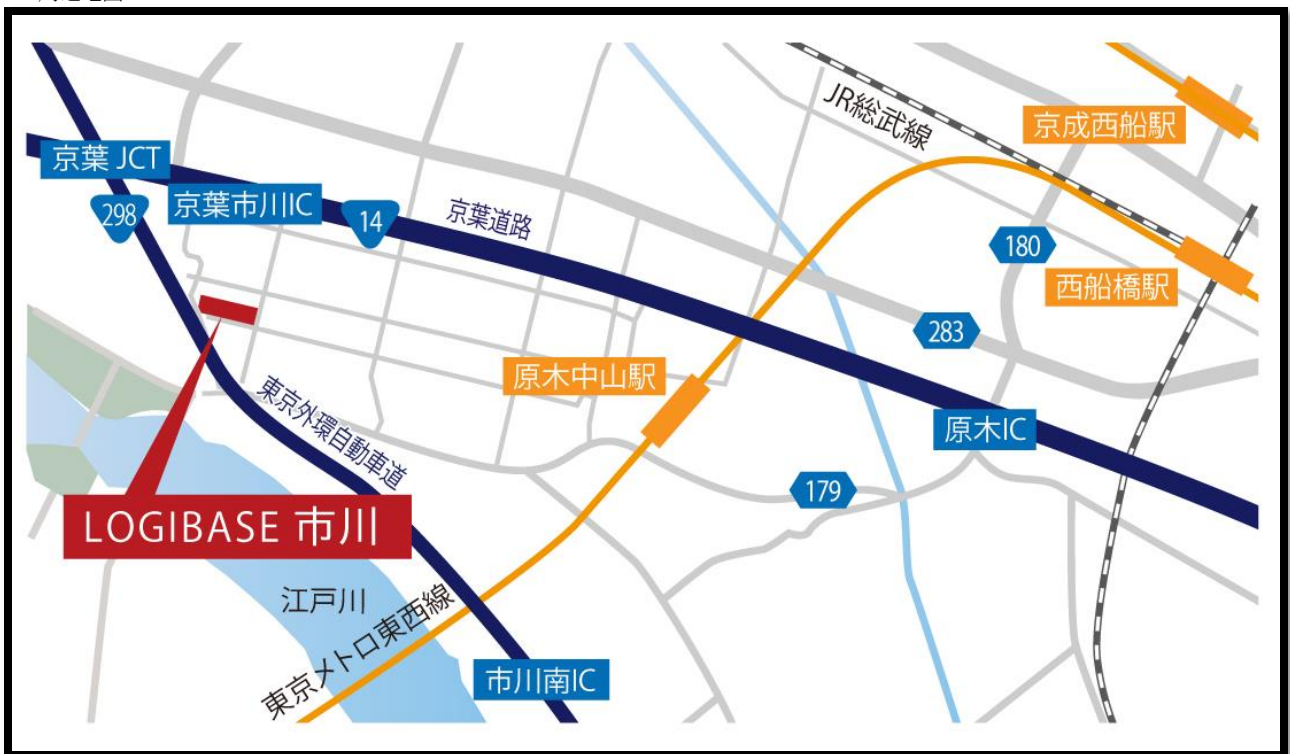 JR総武線
京成西船駅
京葉 JCT
京葉市川IC
298
14
京葉道路
180
西船橋駅
283
原木中山駅
東京外環自動車道
原木IC
179
LOGIBASE 市川
江戸川
東京メトロ東西線
市川南IC